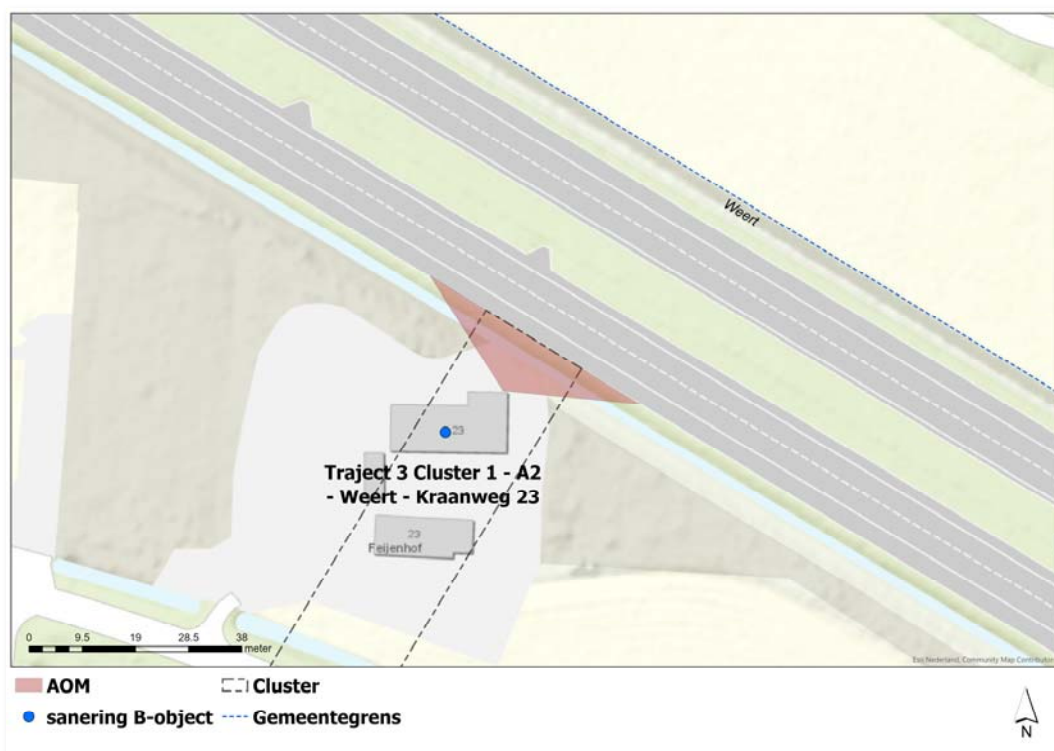 Weert
23
Traject 3 Cluster 1 - A2
- Weert - Kraanweg 23
23
Feijenhof
0 9.5 19 28.5 38
meter
Esri Nederland, Community Map Contributors
AOM
Cluster
sanering B-object
Gemeentegrens
N